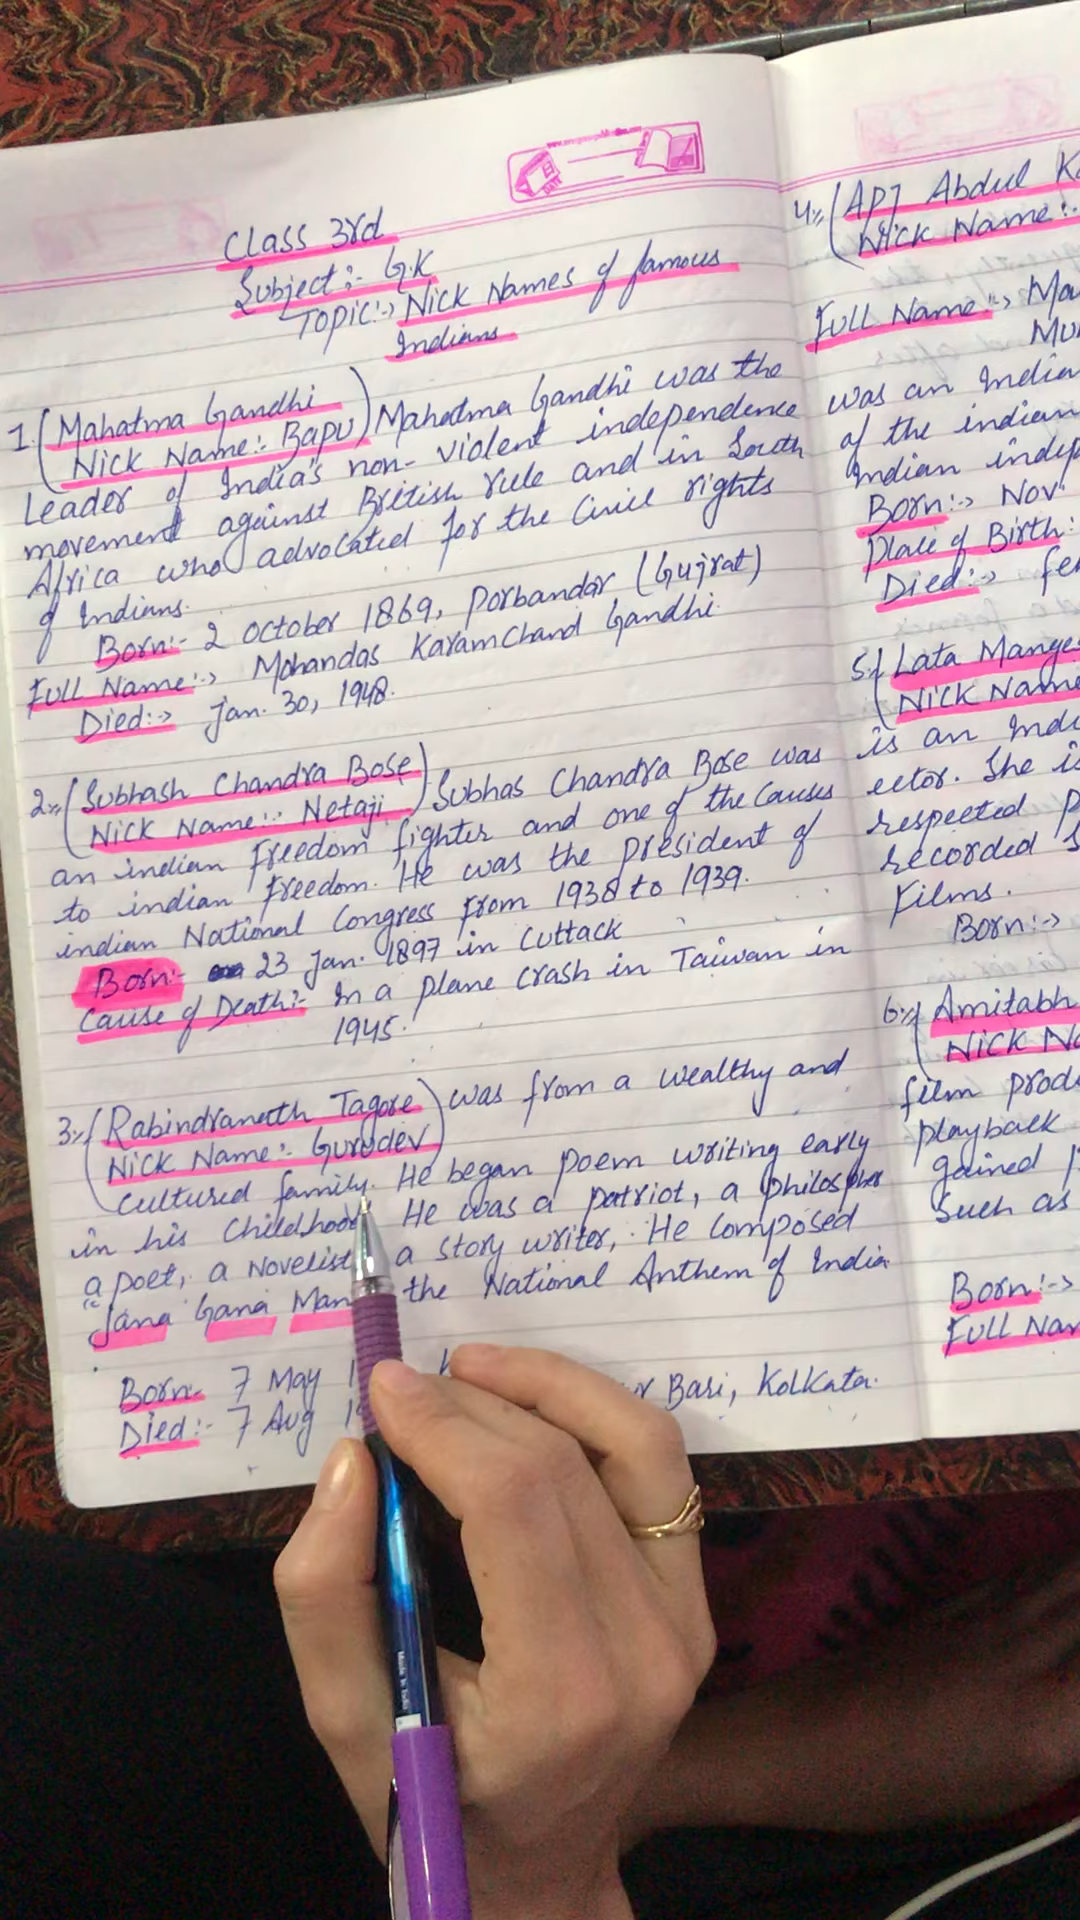 Class 3rd
Subject:- G.K
Topic:-> Nick Names of famous
Indians
1. (Mahatma Gandhi
Nick Name:- Bapu) Mahatma Gandhi was the
Leader of India's non-violent independence
movement against British rule and in South
Africa who advocated for the Civil rights
of Indians.
Born:- 2 October 1869, Porbandar (Gujrat)
Full Name:-> Mohandas Karamchand Gandhi.
Died:-> Jan. 30, 1948.
2:- (Subhash Chandra Bose
Nick Name:- Netaji) Subhas Chandra Bose was
an indian freedom fighter and one of the Causes
to indian freedom. He was the president of
indian National Congress from 1938 to 1939.
Born:- 23 Jan. 1897 in Cuttack
Cause of Death:- In a plane crash in Taiwan in
1945.
3:- (Rabindranath Tagore
Nick Name:- Gurudev) was from a wealthy and
cultured family. He began poem writing early
in his Childhood He was a patriot, a philospher
a poet, a Novelist a story writer, He composed
"Jana Gana Man the National Anthem of India
Born:- 7 May 1
Bari, Kolkata.
Died:- 7 Aug 19
4:- (APJ Abdul Ka
Nick Name:-
Full Name:-> Ma
Mu
was an India
of the indian
Indian indep
Born:-> Nov
Place of Birth:
Died:-> fe
5:- (Lata Manges
Nick Name
is an Indi
ector. She is
respected p
recorded s
Films.
Born:->
6:- (Amitabh
Nick Na
film prod
playback
gained p
Such as
Born:->
Full Nam